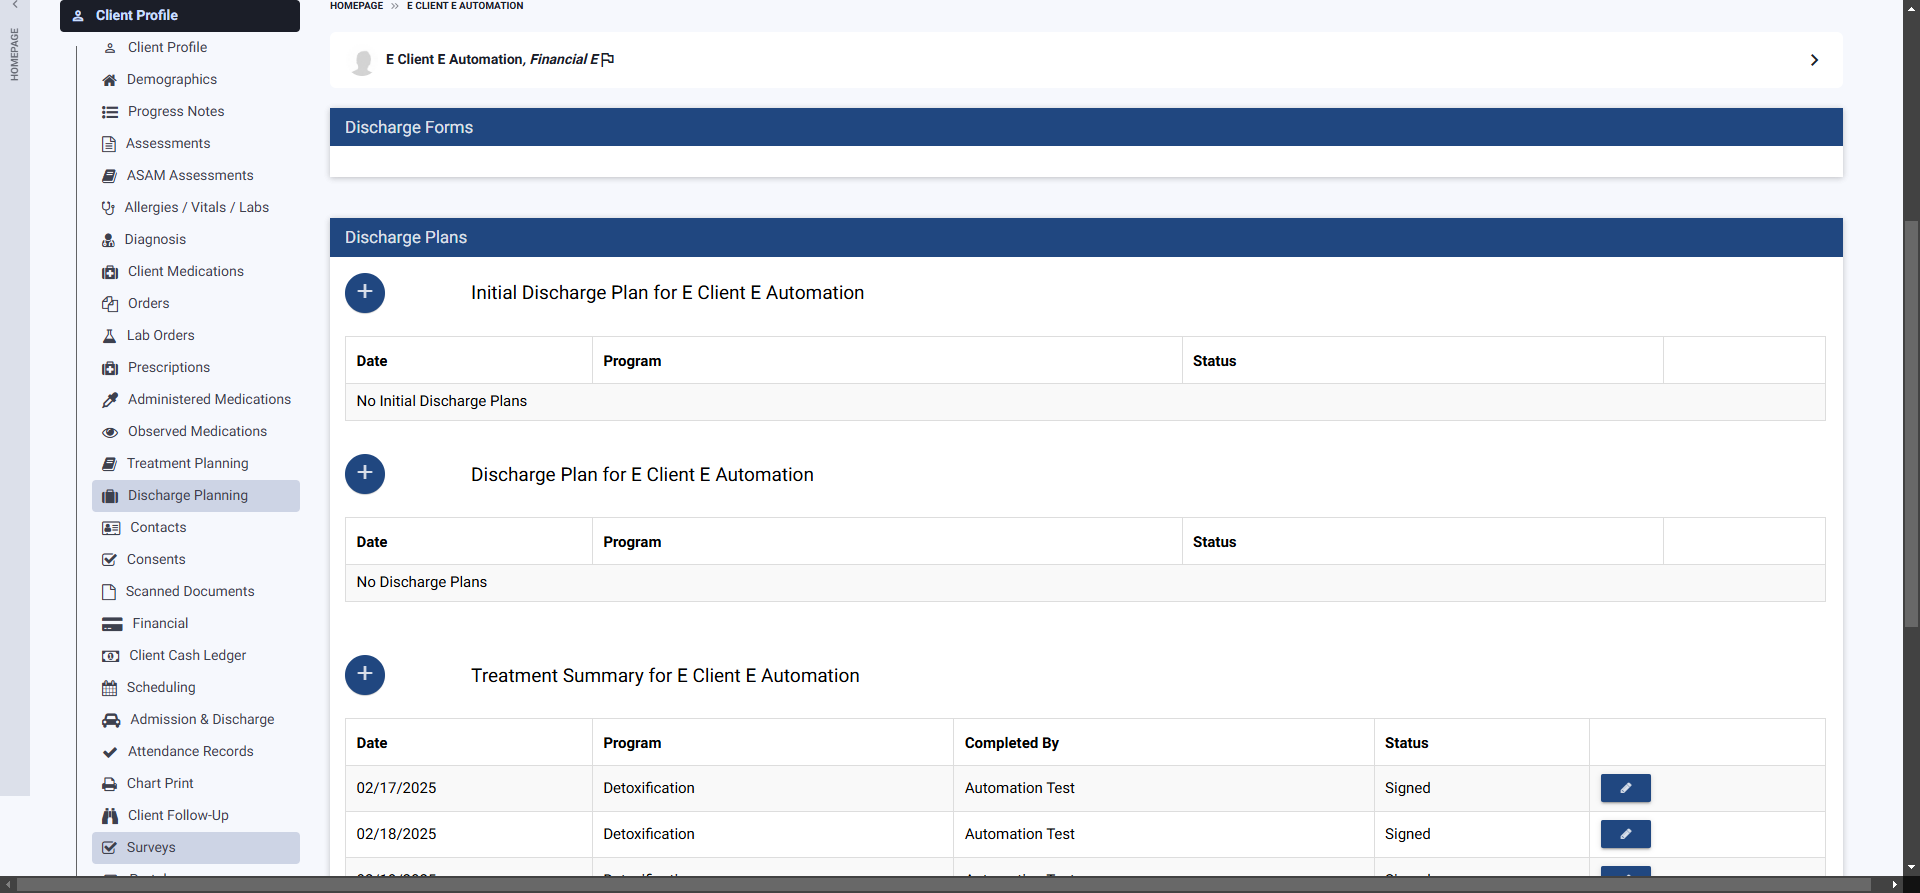 HOMEPAGE
Client Profile
Client Profile
Demographics
Progress Notes
Assessments
ASAM Assessments
Allergies / Vitals / Labs
Diagnosis
Client Medications
Orders
Lab Orders
Prescriptions
Administered Medications
Observed Medications
Treatment Planning
Discharge Planning
Contacts
Consents
Scanned Documents
Financial
Client Cash Ledger
Scheduling
Admission & Discharge
Attendance Records
Chart Print
Client Follow-Up
Surveys
HOMEPAGE >> E CLIENT E AUTOMATION
E Client E Automation, Financial E
Discharge Forms
Discharge Plans
Initial Discharge Plan for E Client E Automation
Date Program Status
No Initial Discharge Plans
Discharge Plan for E Client E Automation
Date Program Status
No Discharge Plans
Treatment Summary for E Client E Automation
Date Program Completed By Status
02/17/2025 Detoxification Automation Test Signed
02/18/2025 Detoxification Automation Test Signed